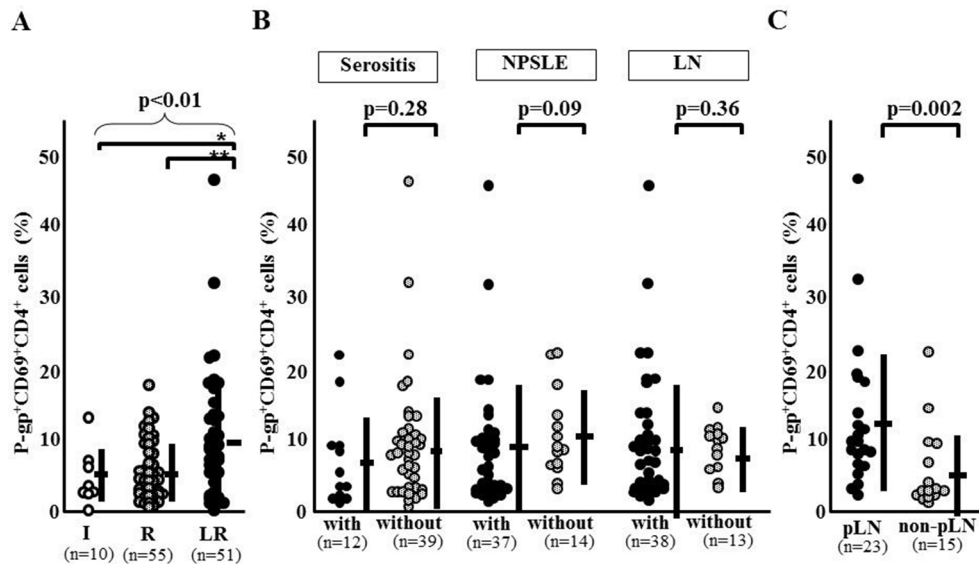 A
p<0.01
*
**
P-gp+CD69+CD4+ cells (%)
50
40
30
20
10
0
I
R
LR
(n=10)
(n=55)
(n=51)
B
Serositis
NPSLE
LN
p=0.28
p=0.09
p=0.36
P-gp+CD69+CD4+ cells (%)
50
40
30
20
10
0
with
without
with
without
with
without
(n=12)
(n=39)
(n=37)
(n=14)
(n=38)
(n=13)
C
p=0.002
P-gp+CD69+CD4+ cells (%)
50
40
30
20
10
0
pLN
non-pLN
(n=23)
(n=15)